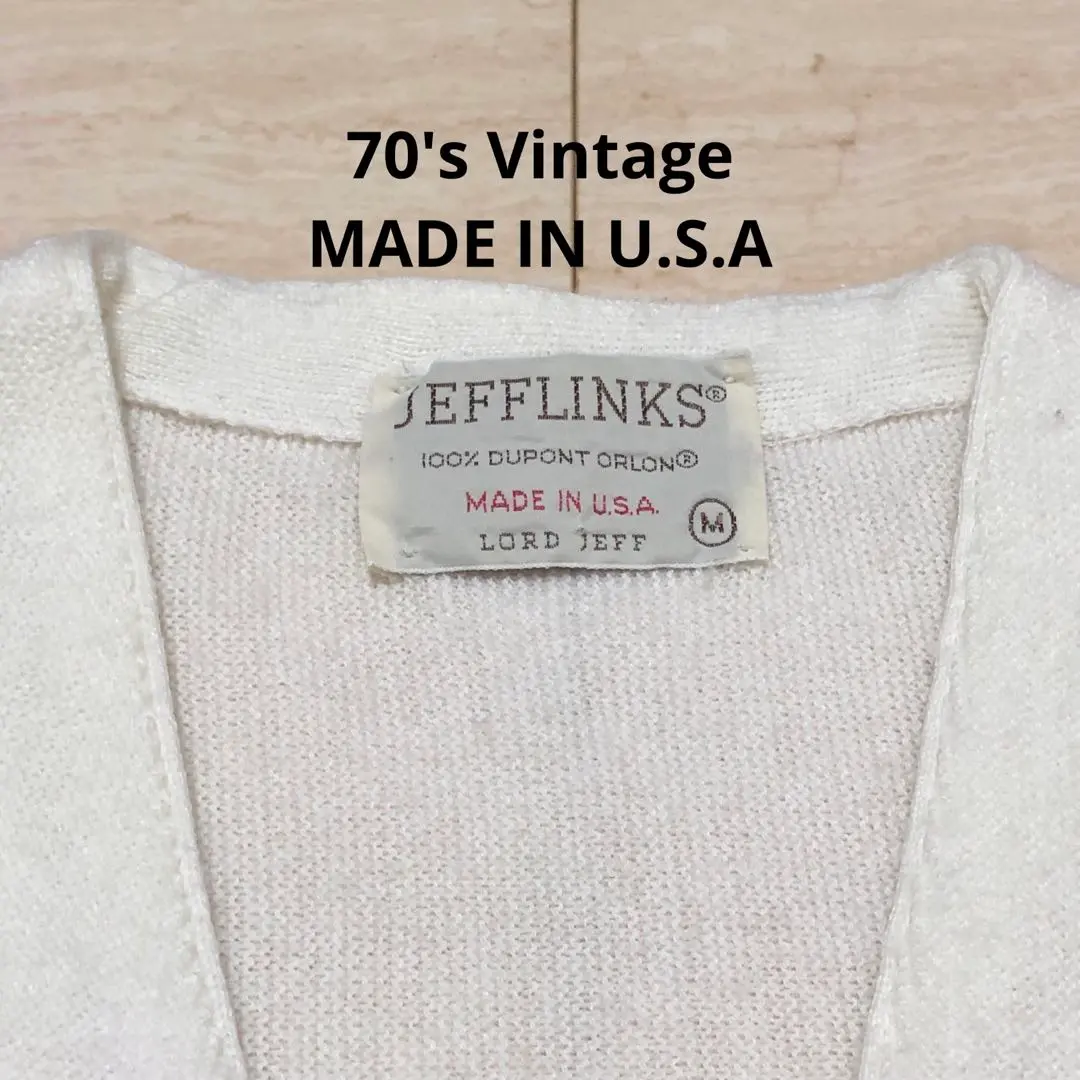 70's Vintage
MADE IN U.S.A
JEFFLINKS®
100% DUPONT ORLON®
MADE IN U.S.A.
M
LORD JEFF